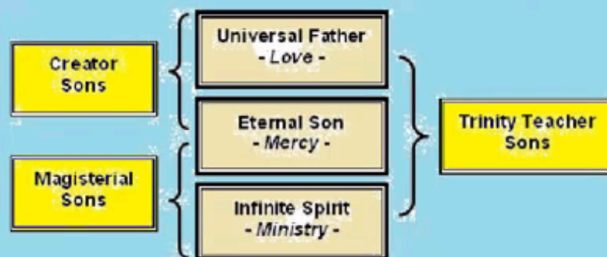 Creator
Sons
Magisterial
Sons
Universal Father
- Love -
Eternal Son
- Mercy -
Infinite Spirit
- Ministry -
Trinity Teacher
Sons